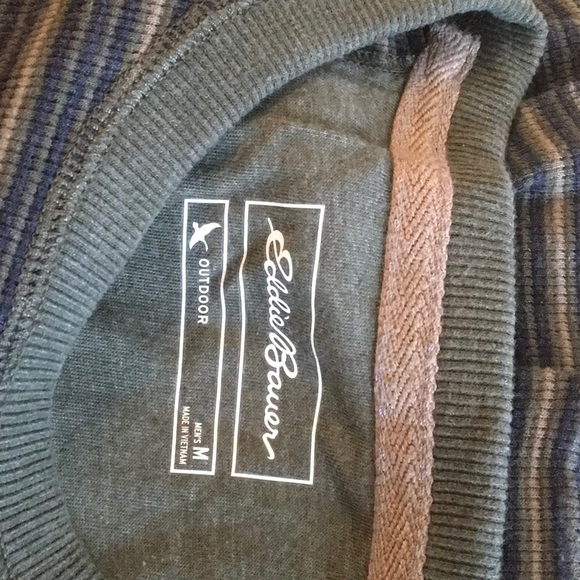 Eddie Bauer
OUTDOOR
MEN'S M
MADE IN VIETNAM